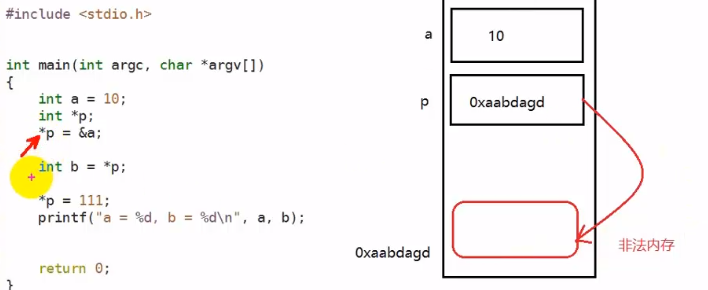 #include <stdio.h>
int main(int argc, char *argv[])
{
int a = 10;
int *p;
*p = &a;
int b = *p;
*p = 111;
printf("a = %d, b = %d\n", a, b);
return 0;
}
a
10
p
0xaabdagd
0xaabdagd
非法内存